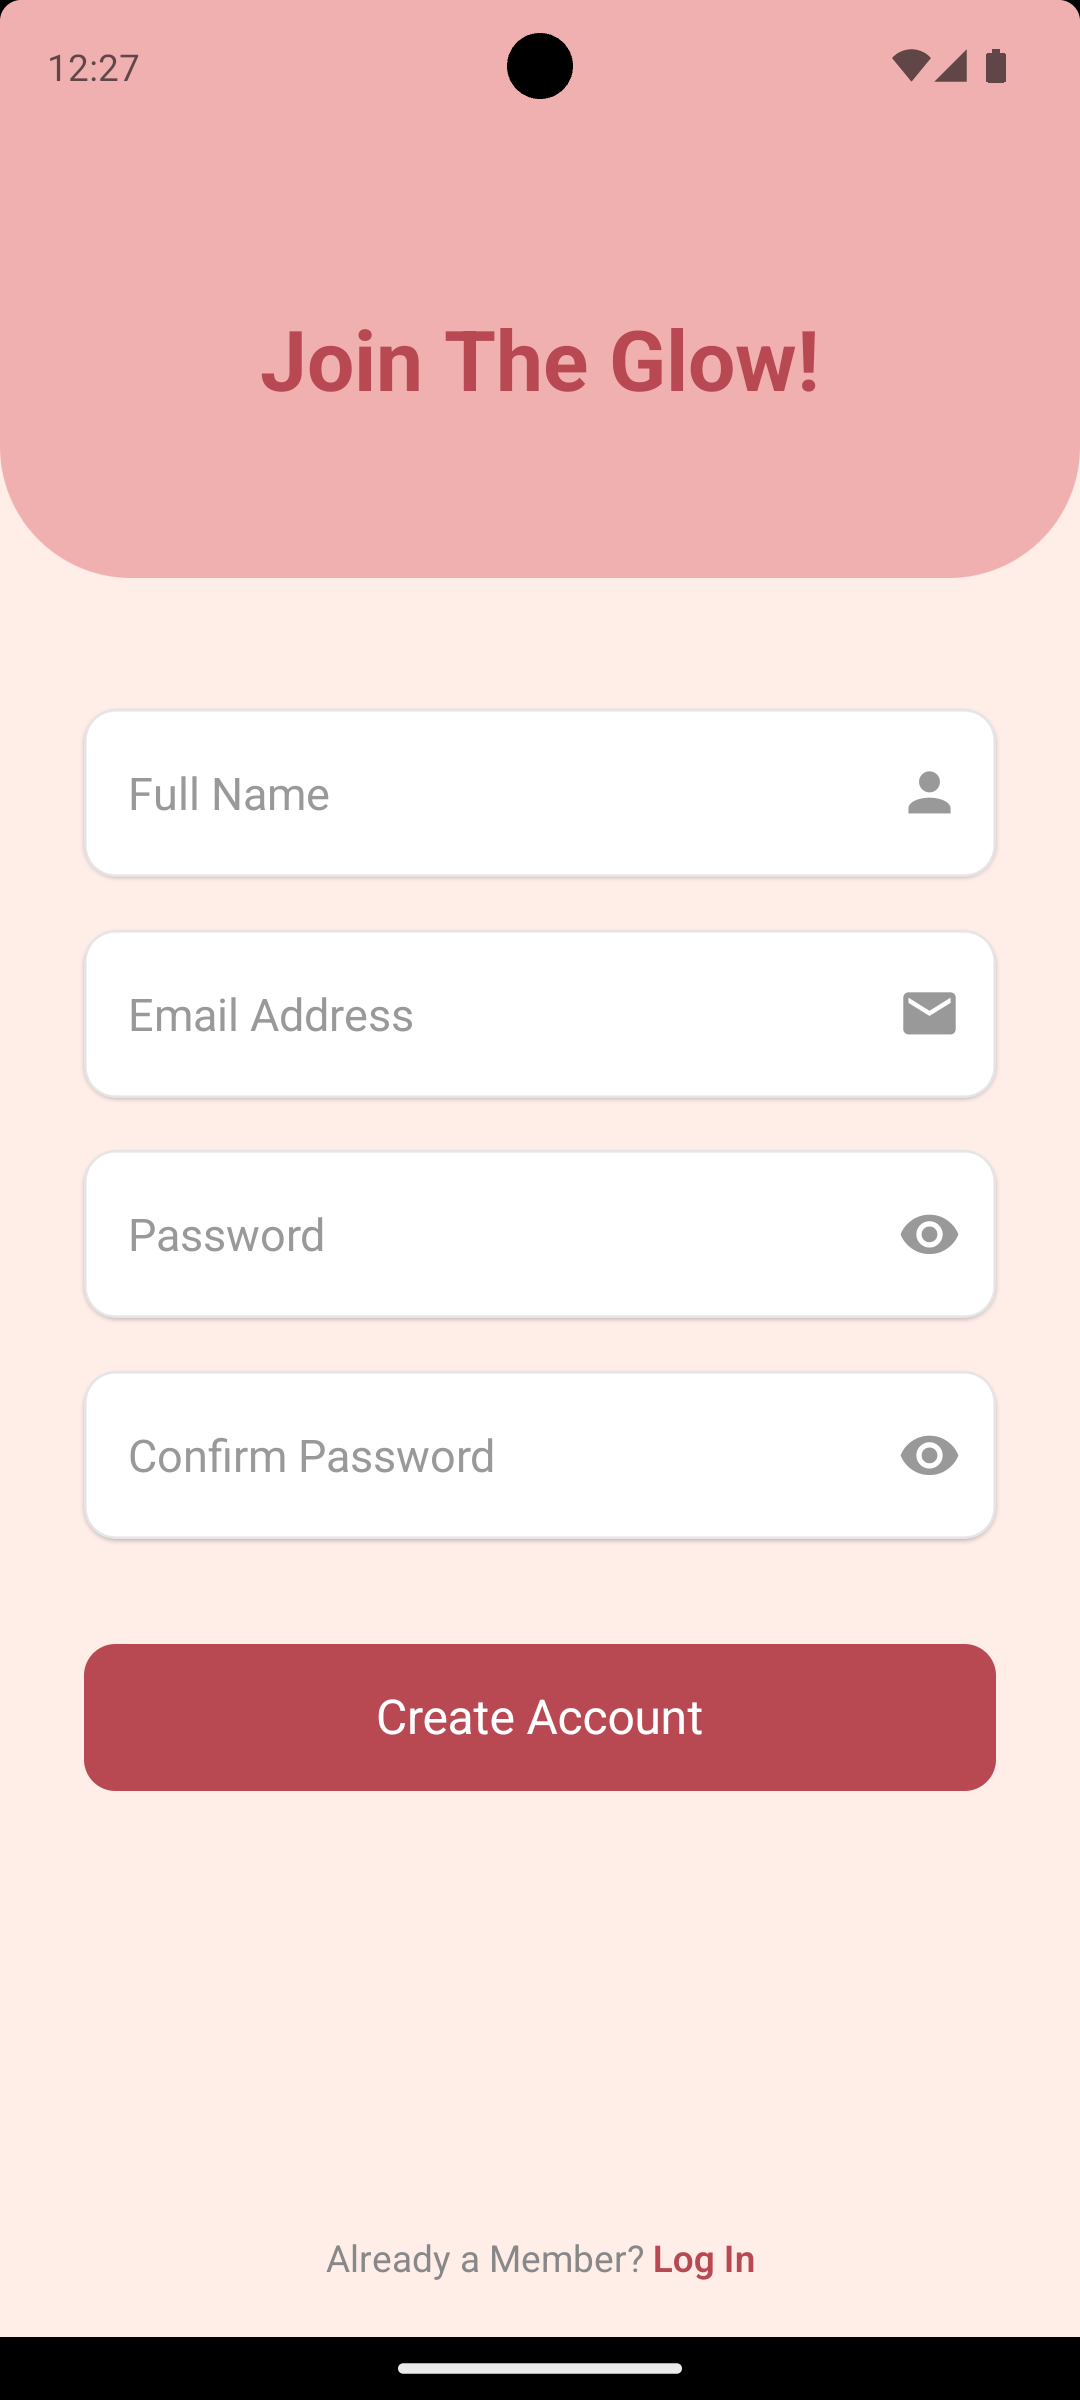 12:27
Join The Glow!
Full Name
Email Address
Password
Confirm Password
Create Account
Already a Member? Log In